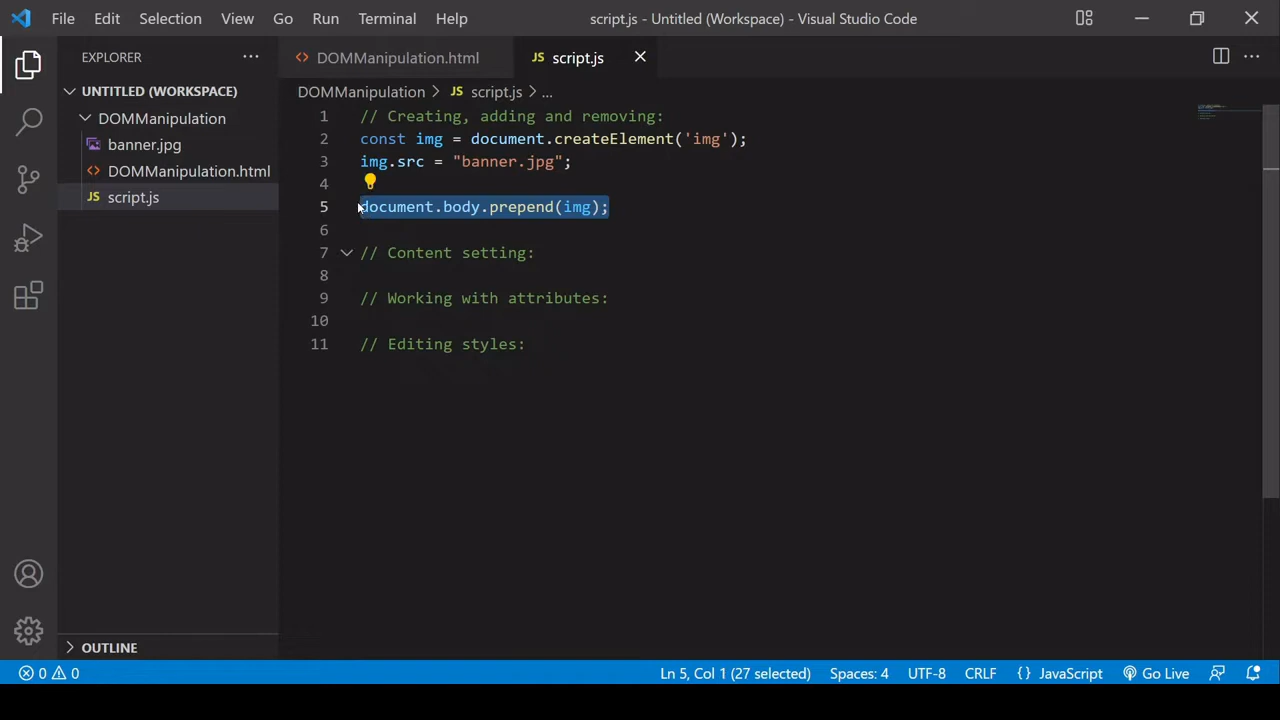 File Edit Selection View Go Run Terminal Help script.js - Untitled (Workspace) - Visual Studio Code
EXPLORER
UNTITLED (WORKSPACE)
DOMManipulation
banner.jpg
DOMManipulation.html
JS script.js
OUTLINE
DOMManipulation.html JS script.js
DOMManipulation > JS script.js > ...
1 // Creating, adding and removing:
2 const img = document.createElement('img');
3 img.src = "banner.jpg";
4
5 document.body.prepend(img);
6
7 // Content setting:
8
9 // Working with attributes:
10
11 // Editing styles:
0 0 Ln 5, Col 1 (27 selected) Spaces: 4 UTF-8 CRLF {} JavaScript Go Live